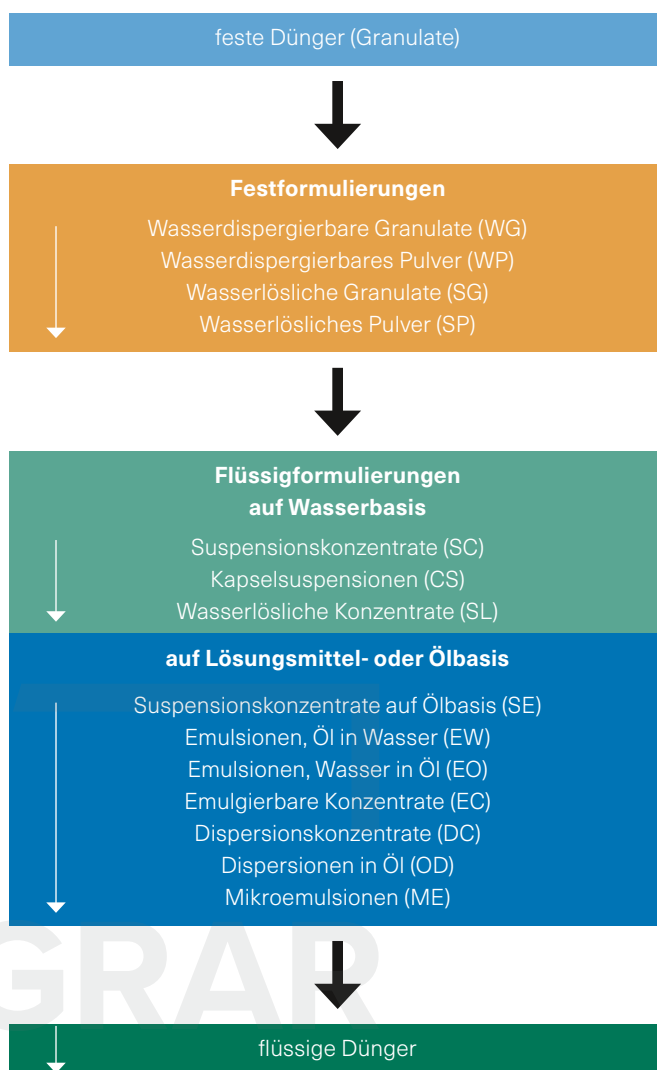 feste Dünger (Granulate)
Festformulierungen
Wasserdispergierbare Granulate (WG)
Wasserdispergierbares Pulver (WP)
Wasserlösliche Granulate (SG)
Wasserlösliches Pulver (SP)
Flüssigformulierungen
auf Wasserbasis
Suspensionskonzentrate (SC)
Kapselsuspensionen (CS)
Wasserlösliche Konzentrate (SL)
auf Lösungsmittel- oder Ölbasis
Suspensionskonzentrate auf Ölbasis (SE)
Emulsionen, Öl in Wasser (EW)
Emulsionen, Wasser in Öl (EO)
Emulgierbare Konzentrate (EC)
Dispersionskonzentrate (DC)
Dispersionen in Öl (OD)
Mikroemulsionen (ME)
GRAR
flüssige Dünger